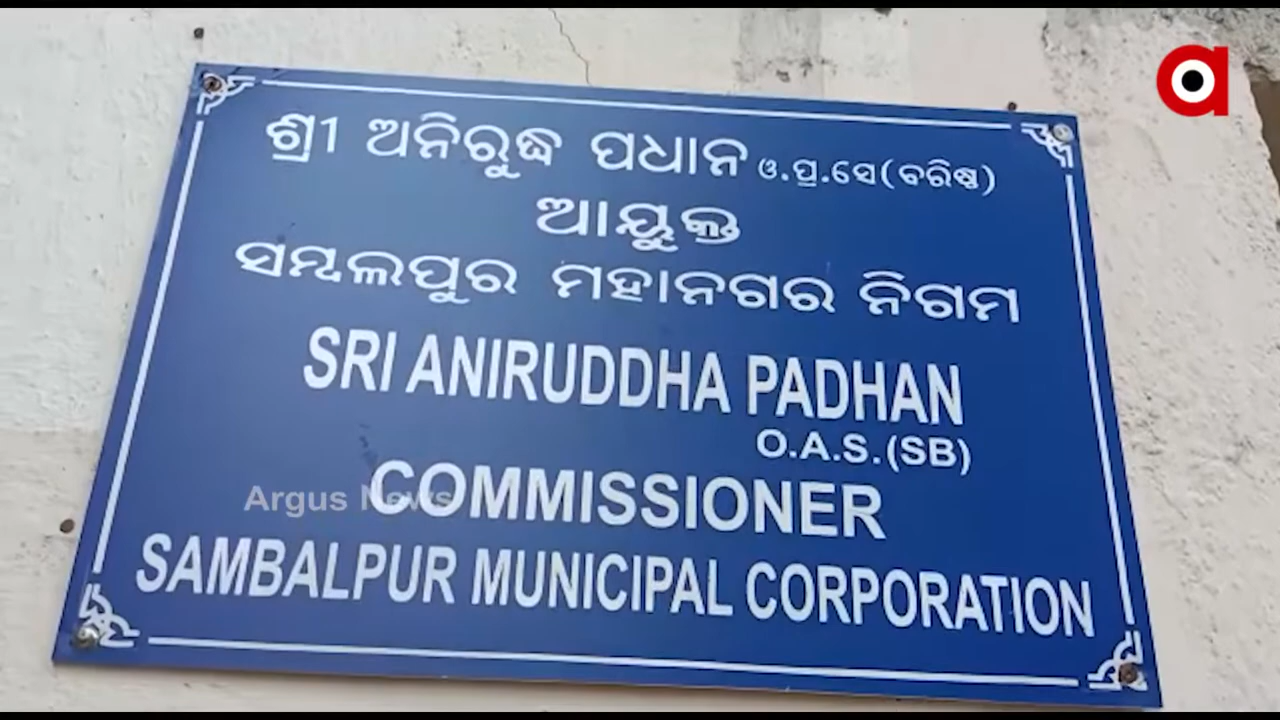 ଶ୍ରୀ ଅନିରୁଦ୍ଧ ପଧାନ ଓ.ପ୍ର.ସେ(ବରିଷ୍ଠ)
ଆୟୁକ୍ତ
ସମ୍ବଲପୁର ମହାନଗର ନିଗମ
SRI ANIRUDDHA PADHAN
O.A.S.(SB)
COMMISSIONER
Argus News
SAMBALPUR MUNICIPAL CORPORATION